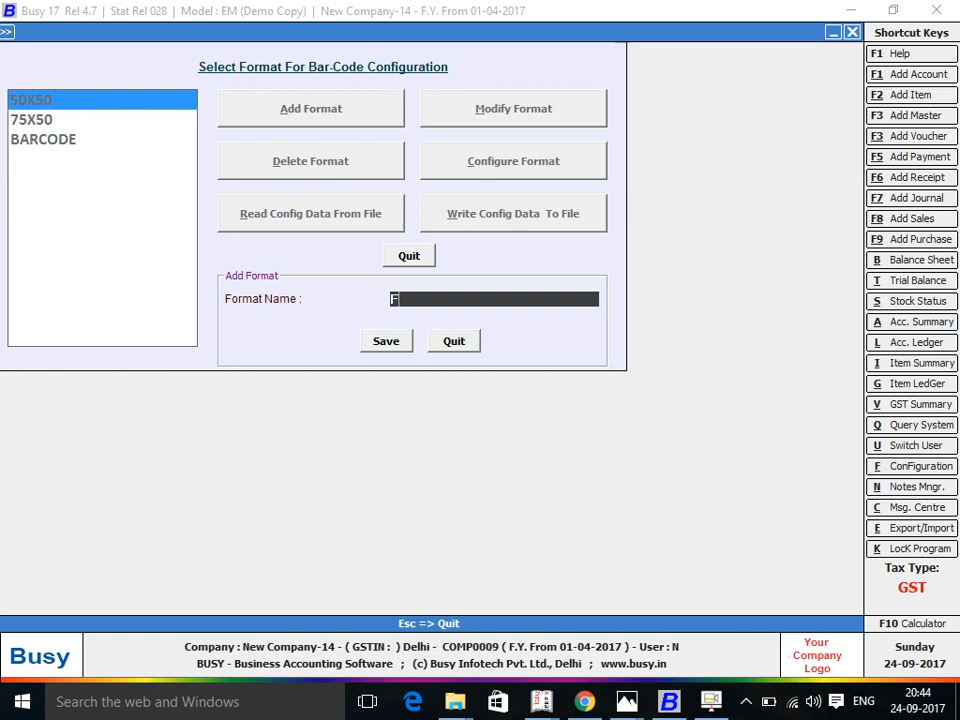 Busy 17 Rel 4.7 | Stat Rel 028 | Model : EM (Demo Copy) | New Company-14 - F.Y. From 01-04-2017
>>
Select Format For Bar-Code Configuration
50X50
75X50
BARCODE
Add Format
Modify Format
Delete Format
Configure Format
Read Config Data From File
Write Config Data To File
Quit
Add Format
Format Name :
F
Save
Quit
Shortcut Keys
F1 Help
F1 Add Account
F2 Add Item
F3 Add Master
F3 Add Voucher
F5 Add Payment
F6 Add Receipt
F7 Add Journal
F8 Add Sales
F9 Add Purchase
B Balance Sheet
T Trial Balance
S Stock Status
A Acc. Summary
L Acc. Ledger
I Item Summary
G Item LedGer
V GST Summary
Q Query System
U Switch User
F ConFiguration
N Notes Mngr.
C Msg. Centre
E Export/Import
K LocK Program
Tax Type:
GST
Esc => Quit
F10 Calculator
Busy
Company : New Company-14 - ( GSTIN : ) Delhi - COMP0009 ( F.Y. From 01-04-2017 ) - User : N
BUSY - Business Accounting Software ; (c) Busy Infotech Pvt. Ltd., Delhi ; www.busy.in
Your
Company
Logo
Sunday
24-09-2017
Search the web and Windows
ENG
20:44
24-09-2017